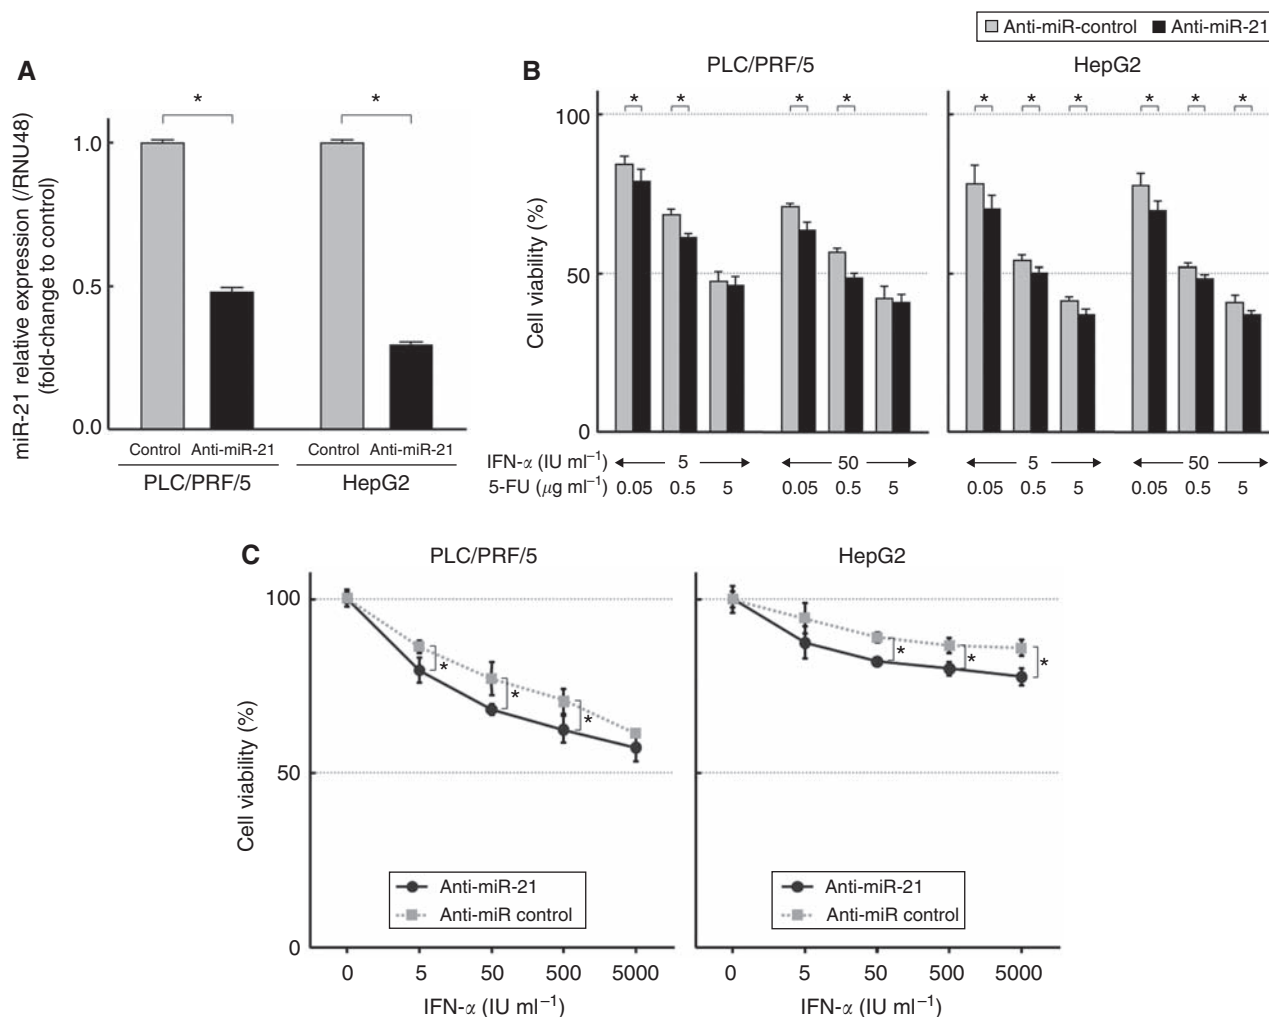 Anti-miR-control Anti-miR-21
A
miR-21 relative expression (/RNU48)
(fold-change to control)
1.0
0.5
0.0
* *
Control Anti-miR-21 Control Anti-miR-21
PLC/PRF/5 HepG2
B
PLC/PRF/5 HepG2
Cell viability (%)
100
50
0
* * * * * * * * * *
IFN-α (IU ml⁻¹) 5 50 5 50
5-FU (μg ml⁻¹) 0.05 0.5 5 0.05 0.5 5 0.05 0.5 5 0.05 0.5 5
C
PLC/PRF/5 HepG2
Cell viability (%)
100
50
0
* * * * * *
Anti-miR-21
Anti-miR control
Anti-miR-21
Anti-miR control
0 5 50 500 5000 0 5 50 500 5000
IFN-α (IU ml⁻¹) IFN-α (IU ml⁻¹)